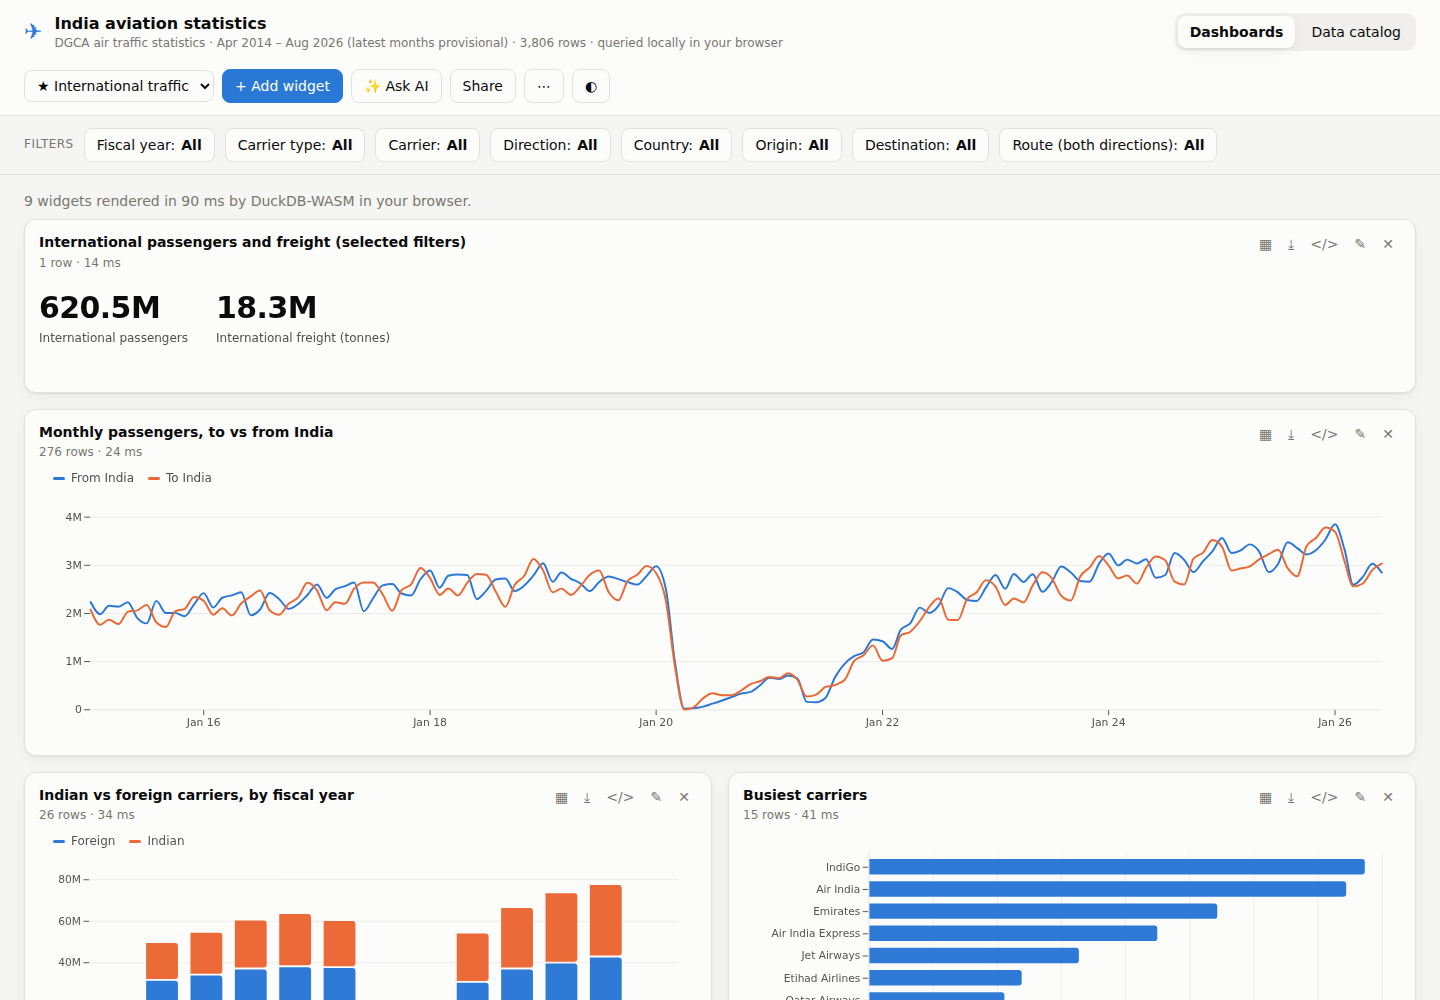 India aviation statistics
DGCA air traffic statistics · Apr 2014 – Aug 2026 (latest months provisional) · 3,806 rows · queried locally in your browser
Dashboards
Data catalog
★ International traffic
+ Add widget
✨ Ask AI
Share
⋯
FILTERS
Fiscal year: All
Carrier type: All
Carrier: All
Direction: All
Country: All
Origin: All
Destination: All
Route (both directions): All
9 widgets rendered in 90 ms by DuckDB-WASM in your browser.
International passengers and freight (selected filters)
</>
1 row · 14 ms
620.5M
18.3M
International passengers
International freight (tonnes)
Monthly passengers, to vs from India
</>
276 rows · 24 ms
From India
To India
4M
3M
2M
1M
0
Jan 16
Jan 18
Jan 20
Jan 22
Jan 24
Jan 26
Indian vs foreign carriers, by fiscal year
</>
26 rows · 34 ms
Foreign
Indian
80M
60M
40M
Busiest carriers
</>
15 rows · 41 ms
IndiGo
Air India
Emirates
Air India Express
Jet Airways
Etihad Airlines
Qatar Airways